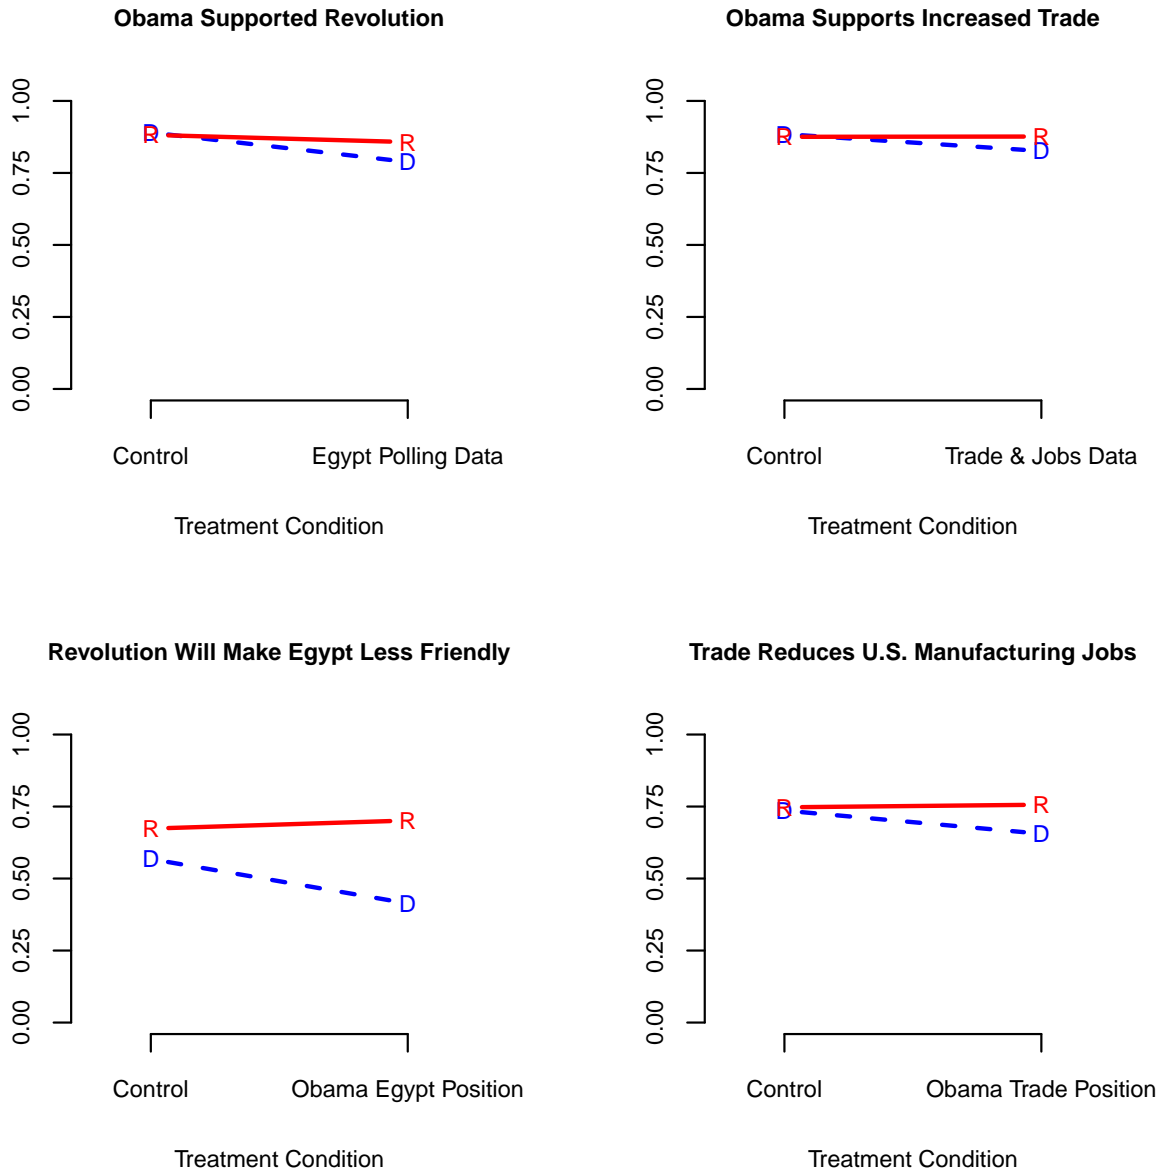 Obama Supported Revolution
1.00
0.75
0.50
0.25
0.00
D
R
R
D
Control
Egypt Polling Data
Treatment Condition
Obama Supports Increased Trade
1.00
0.75
0.50
0.25
0.00
D
R
R
D
Control
Trade & Jobs Data
Treatment Condition
Revolution Will Make Egypt Less Friendly
1.00
0.75
0.50
0.25
0.00
R
D
R
D
Control
Obama Egypt Position
Treatment Condition
Trade Reduces U.S. Manufacturing Jobs
1.00
0.75
0.50
0.25
0.00
R
D
R
D
Control
Obama Trade Position
Treatment Condition